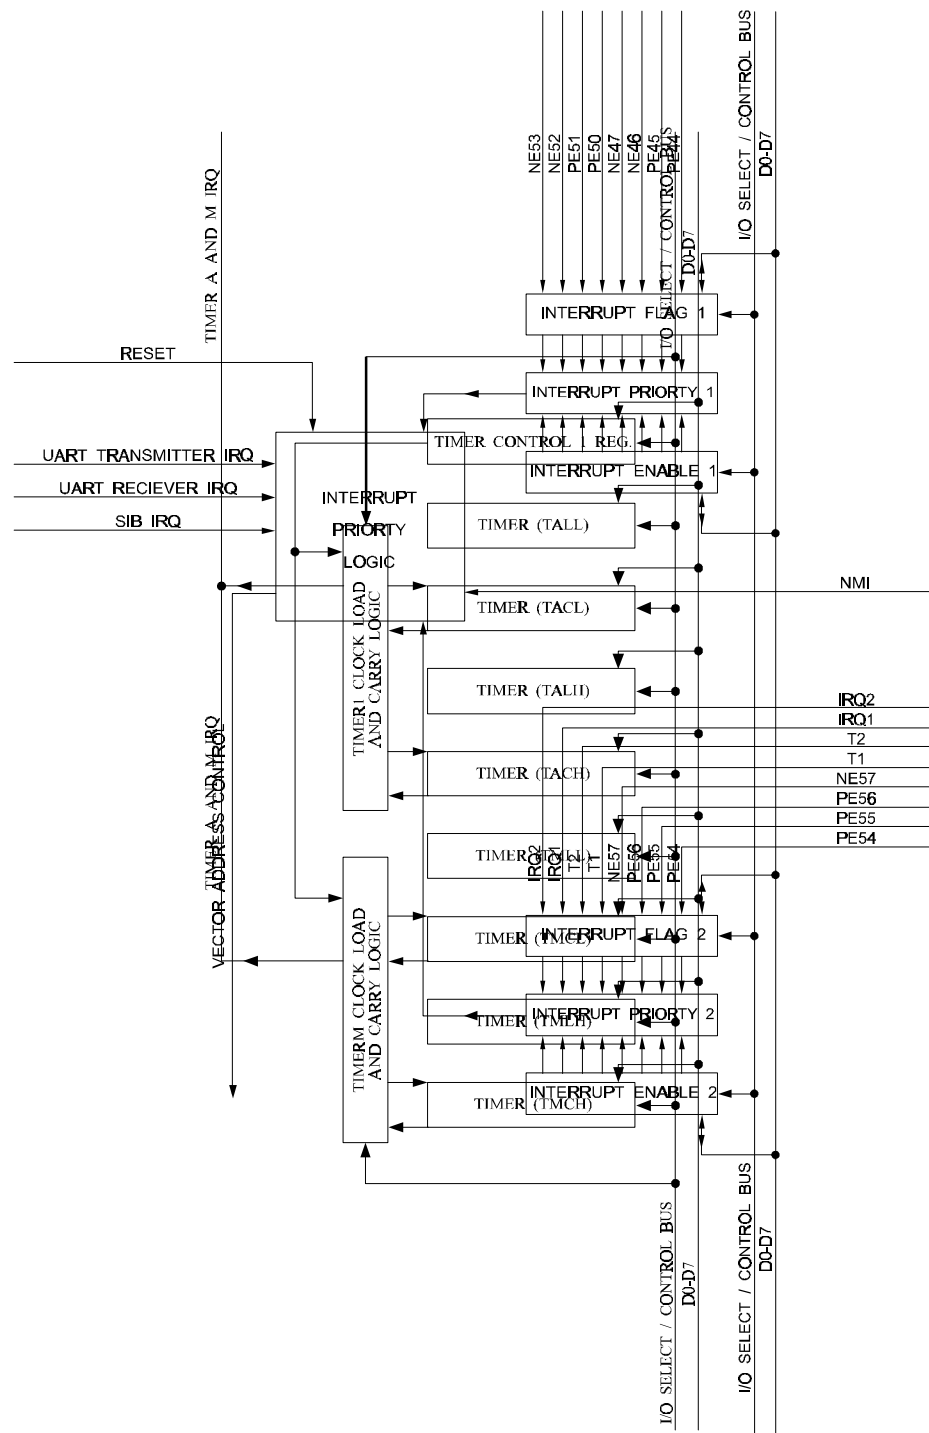 I/O SELECT / CONTROL BUS
D0-D7
NE53
NE52
PE51
PE50
NE47
NE46
PE45
PE44
I/O SELECT / CONTROL BUS
D0-D7
TIMER A AND M IRQ
INTERRUPT FLAG 1
RESET
INTERRUPT PRIORTY 1
TIMER CONTROL 1 REG.
INTERRUPT ENABLE 1
UART TRANSMITTER IRQ
UART RECIEVER IRQ
SIB IRQ
INTERRUPT
PRIORTY
LOGIC
TIMER (TALL)
TIMER (TACL)
NMI
TIMER1 CLOCK LOAD
AND CARRY LOGIC
TIMER (TALH)
IRQ2
IRQ1
T2
T1
NE57
PE56
PE55
PE54
TIMER (TACH)
TIMER A AND M IRQ
VECTOR ADDRESS CONTROL
TIMER (TMLL)
IRQ2
IRQ1
T2
T1
NE57
PE56
PE55
PE54
INTERRUPT FLAG 2
TIMER (TMCL)
TIMERM CLOCK LOAD
AND CARRY LOGIC
INTERRUPT PRIORTY 2
TIMER (TMLH)
INTERRUPT ENABLE 2
TIMER (TMCH)
I/O SELECT / CONTROL BUS
D0-D7
I/O SELECT / CONTROL BUS
D0-D7